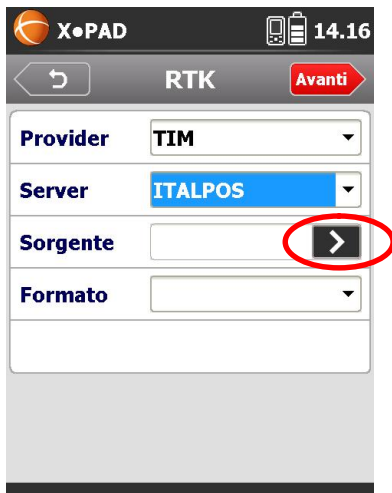 X•PAD 14.16
RTK Avanti
Provider TIM
Server ITALPOS
Sorgente
Formato